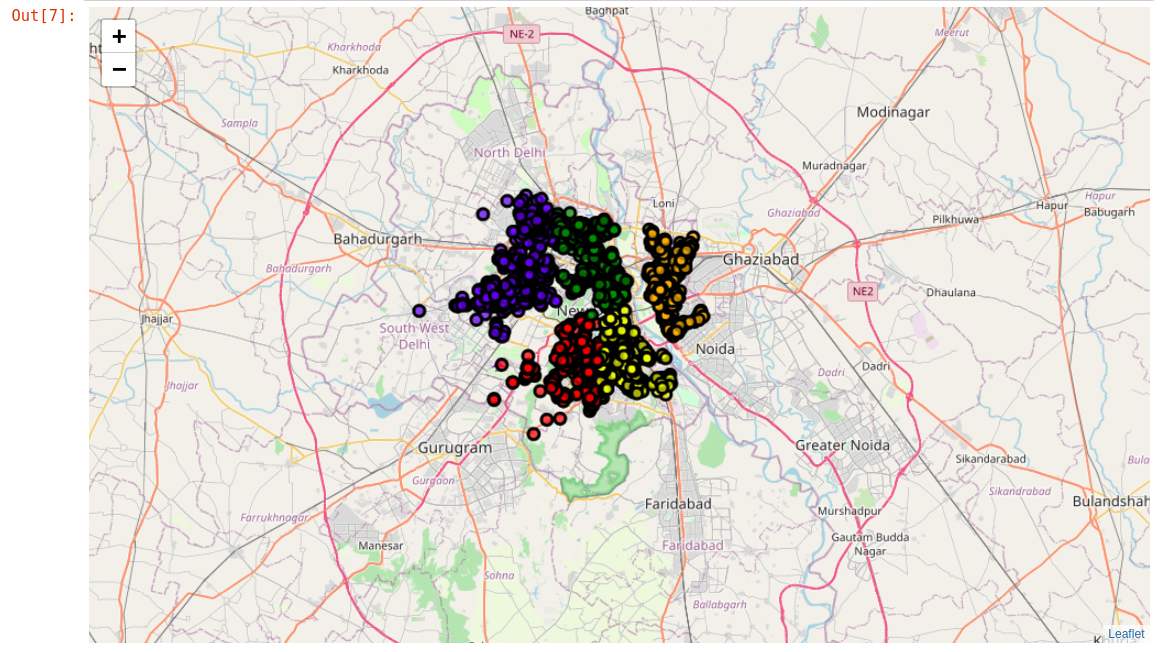 Out[7]:
+
−
Baghpat
NE-2
Meerut
Kharkhoda
Kharkhoda
Modinagar
Sampla
North Delhi
Muradnagar
Loni
Ghaziabad
Hapur
Hapur
Babugarh
Pilkhuwa
Bahadurgarh
Ghaziabad
Bahadurgarh
NE2
Dhaulana
New
Jhajjar
South West
Delhi
Noida
Dadri
Dadri
Jhajjar
Gurugram
Greater Noida
Sikandarabad
Gurgaon
Sikandrabad
Bulandshah
Faridabad
Murshadpur
Farrukhnagar
Gautam Budda
Nagar
Manesar
Faridabad
Sohna
Ballabgarh
Leaflet